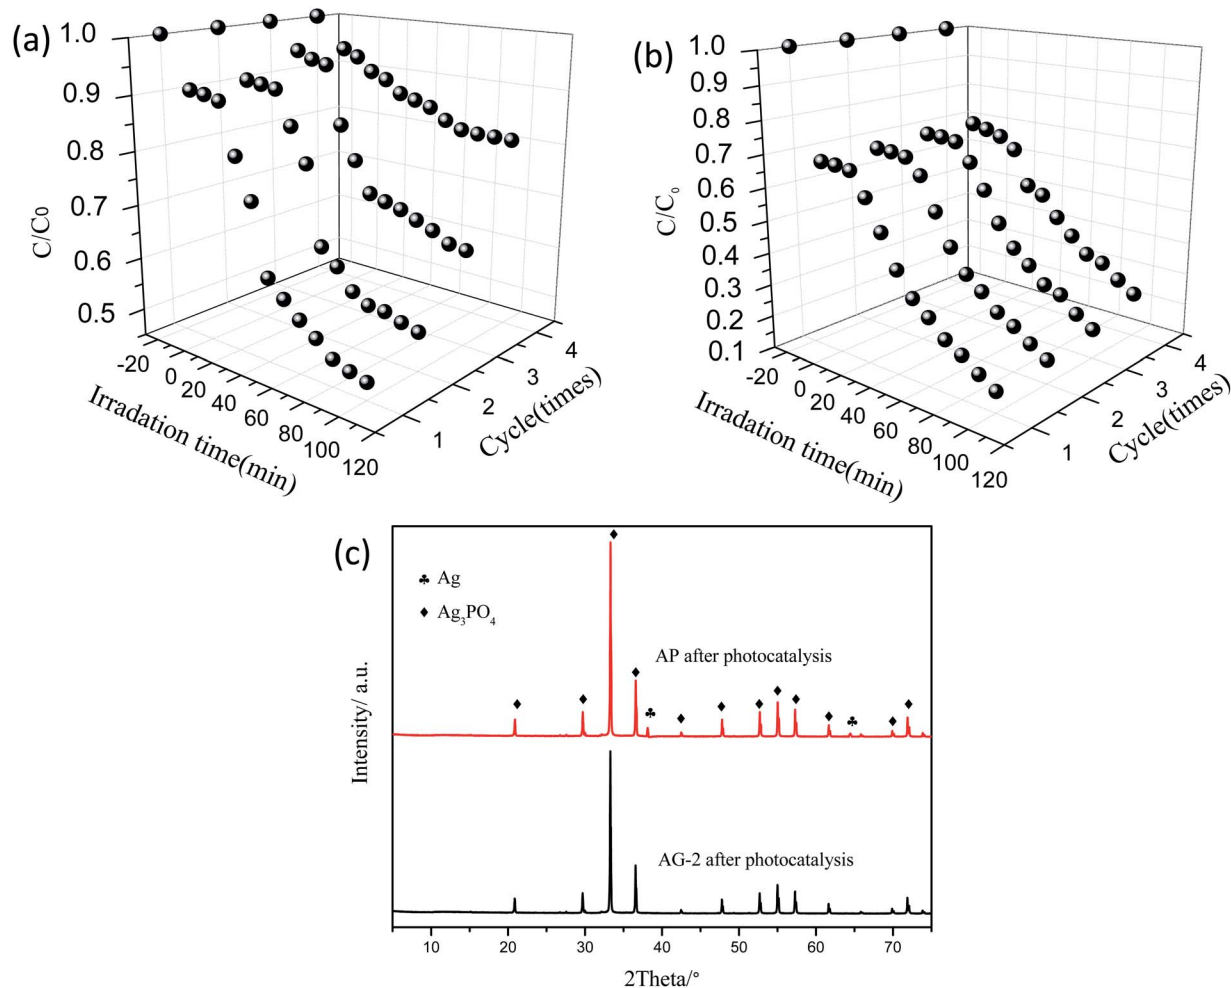 (a)
1.0
0.9
0.8
0.7
0.6
0.5
C/C0
-20
0
20
40
60
80
100
120
Irradation time(min)
1
2
3
4
Cycle(times)
(b)
1.0
0.9
0.8
0.7
0.6
0.5
0.4
0.3
0.2
0.1
C/C₀
-20
0
20
40
60
80
100
120
Irradation time(min)
1
2
3
4
Cycle(times)
(c)
♣ Ag
♦ Ag₃PO₄
AP after photocatalysis
AG-2 after photocatalysis
Intensity/ a.u.
10 20 30 40 50 60 70
2Theta/°